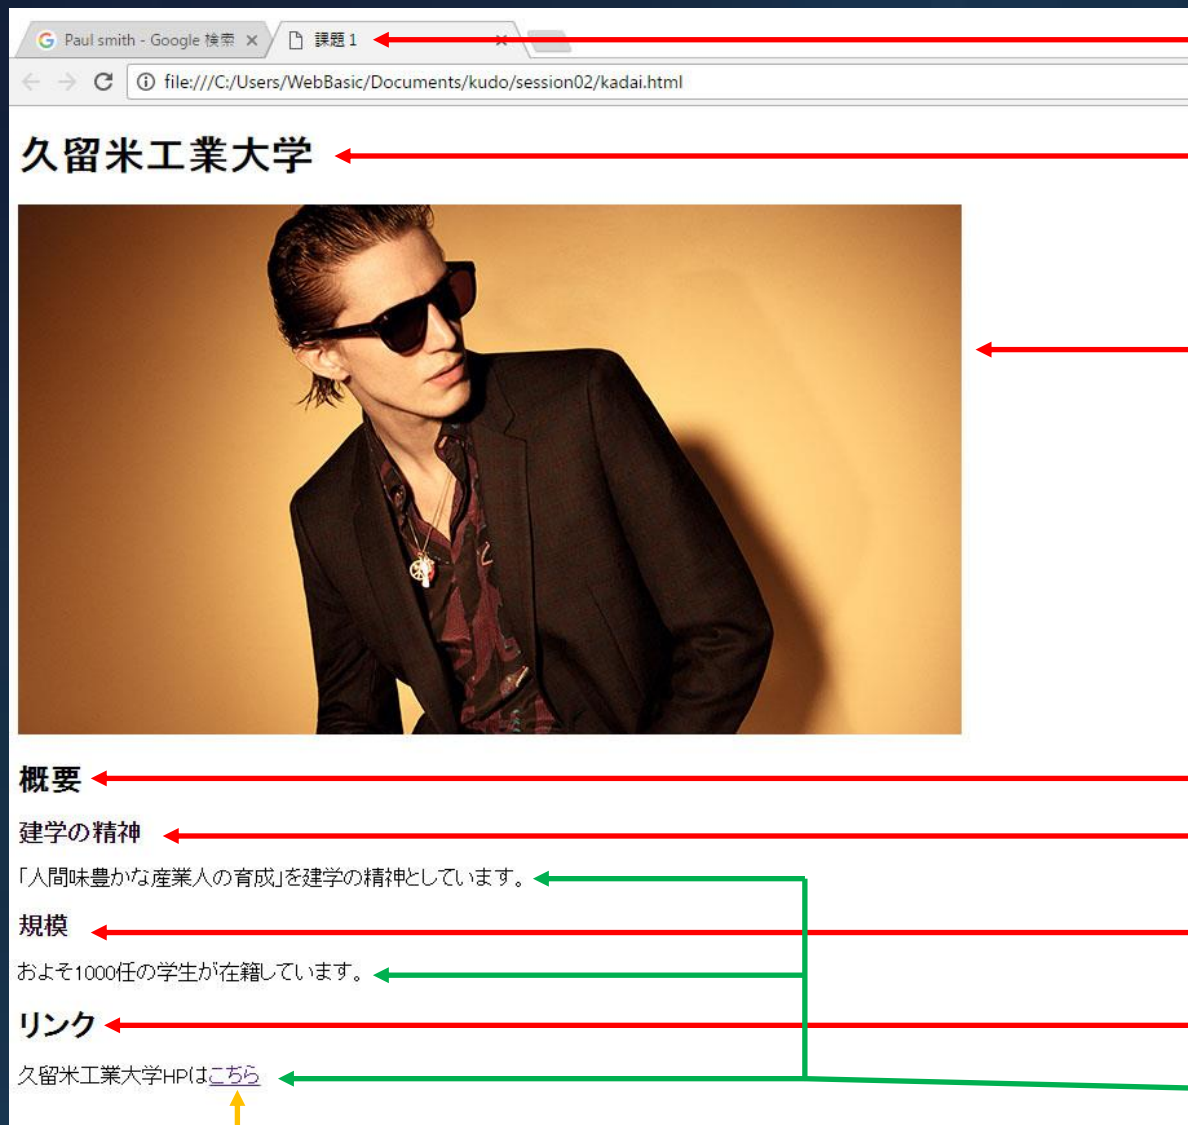 Paul smith - Google 検索
課題1
file:///C:/Users/WebBasic/Documents/kudo/session02/kadai.html
久留米工業大学
概要
建学の精神
「人間味豊かな産業人の育成」を建学の精神としています。
規模
およそ1000任の学生が在籍しています。
リンク
久留米工業大学HPはこちら